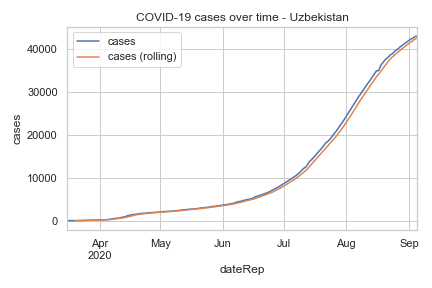 COVID-19 cases over time - Uzbekistan
cases
cases (rolling)
40000
30000
20000
10000
0
cases
Apr
2020
May
Jun
Jul
Aug
Sep
dateRep